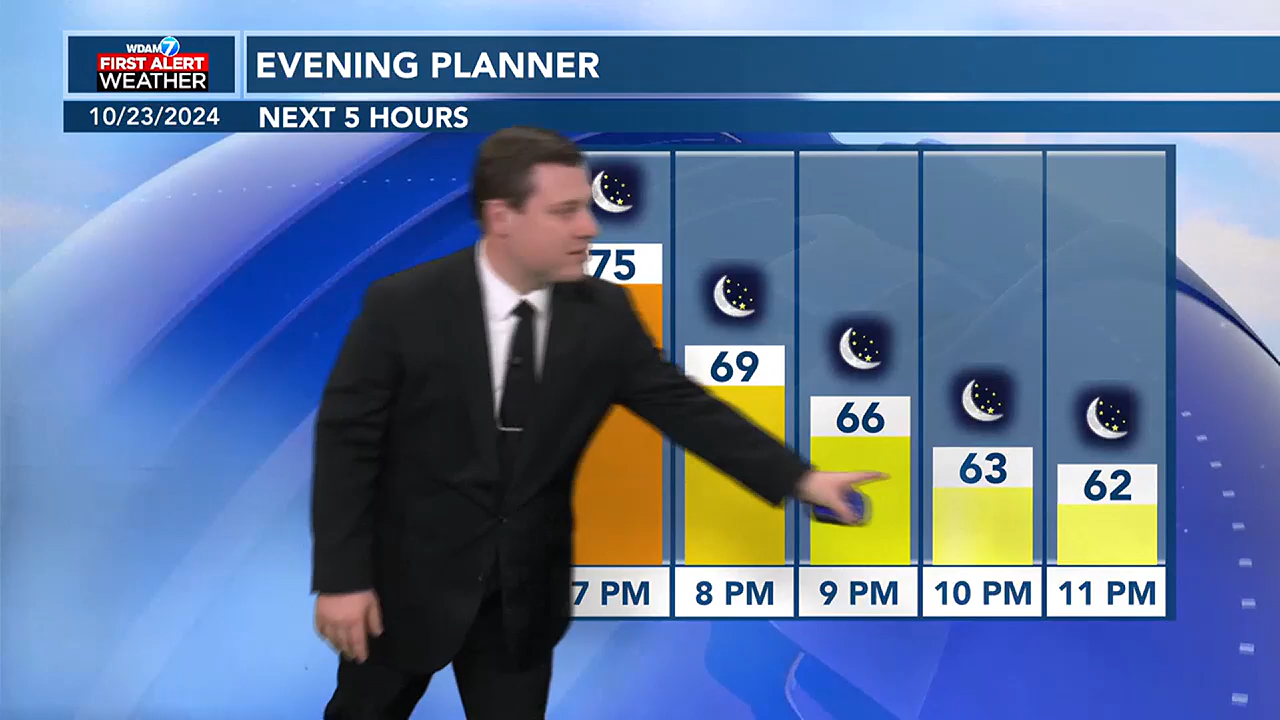 WDAM 7
FIRST ALERT
WEATHER
EVENING PLANNER
10/23/2024
NEXT 5 HOURS
75
69
66
63
62
7 PM
8 PM
9 PM
10 PM
11 PM